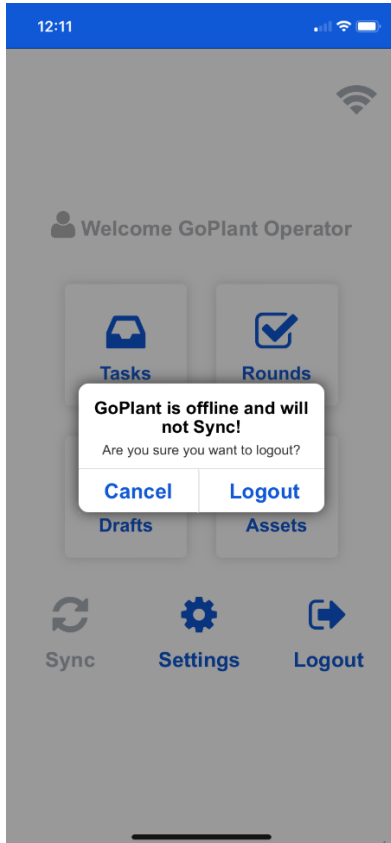 12:11
Welcome GoPlant Operator
Tasks
Rounds
GoPlant is offline and will
not Sync!
Are you sure you want to logout?
Cancel
Logout
Drafts
Assets
Sync
Settings
Logout